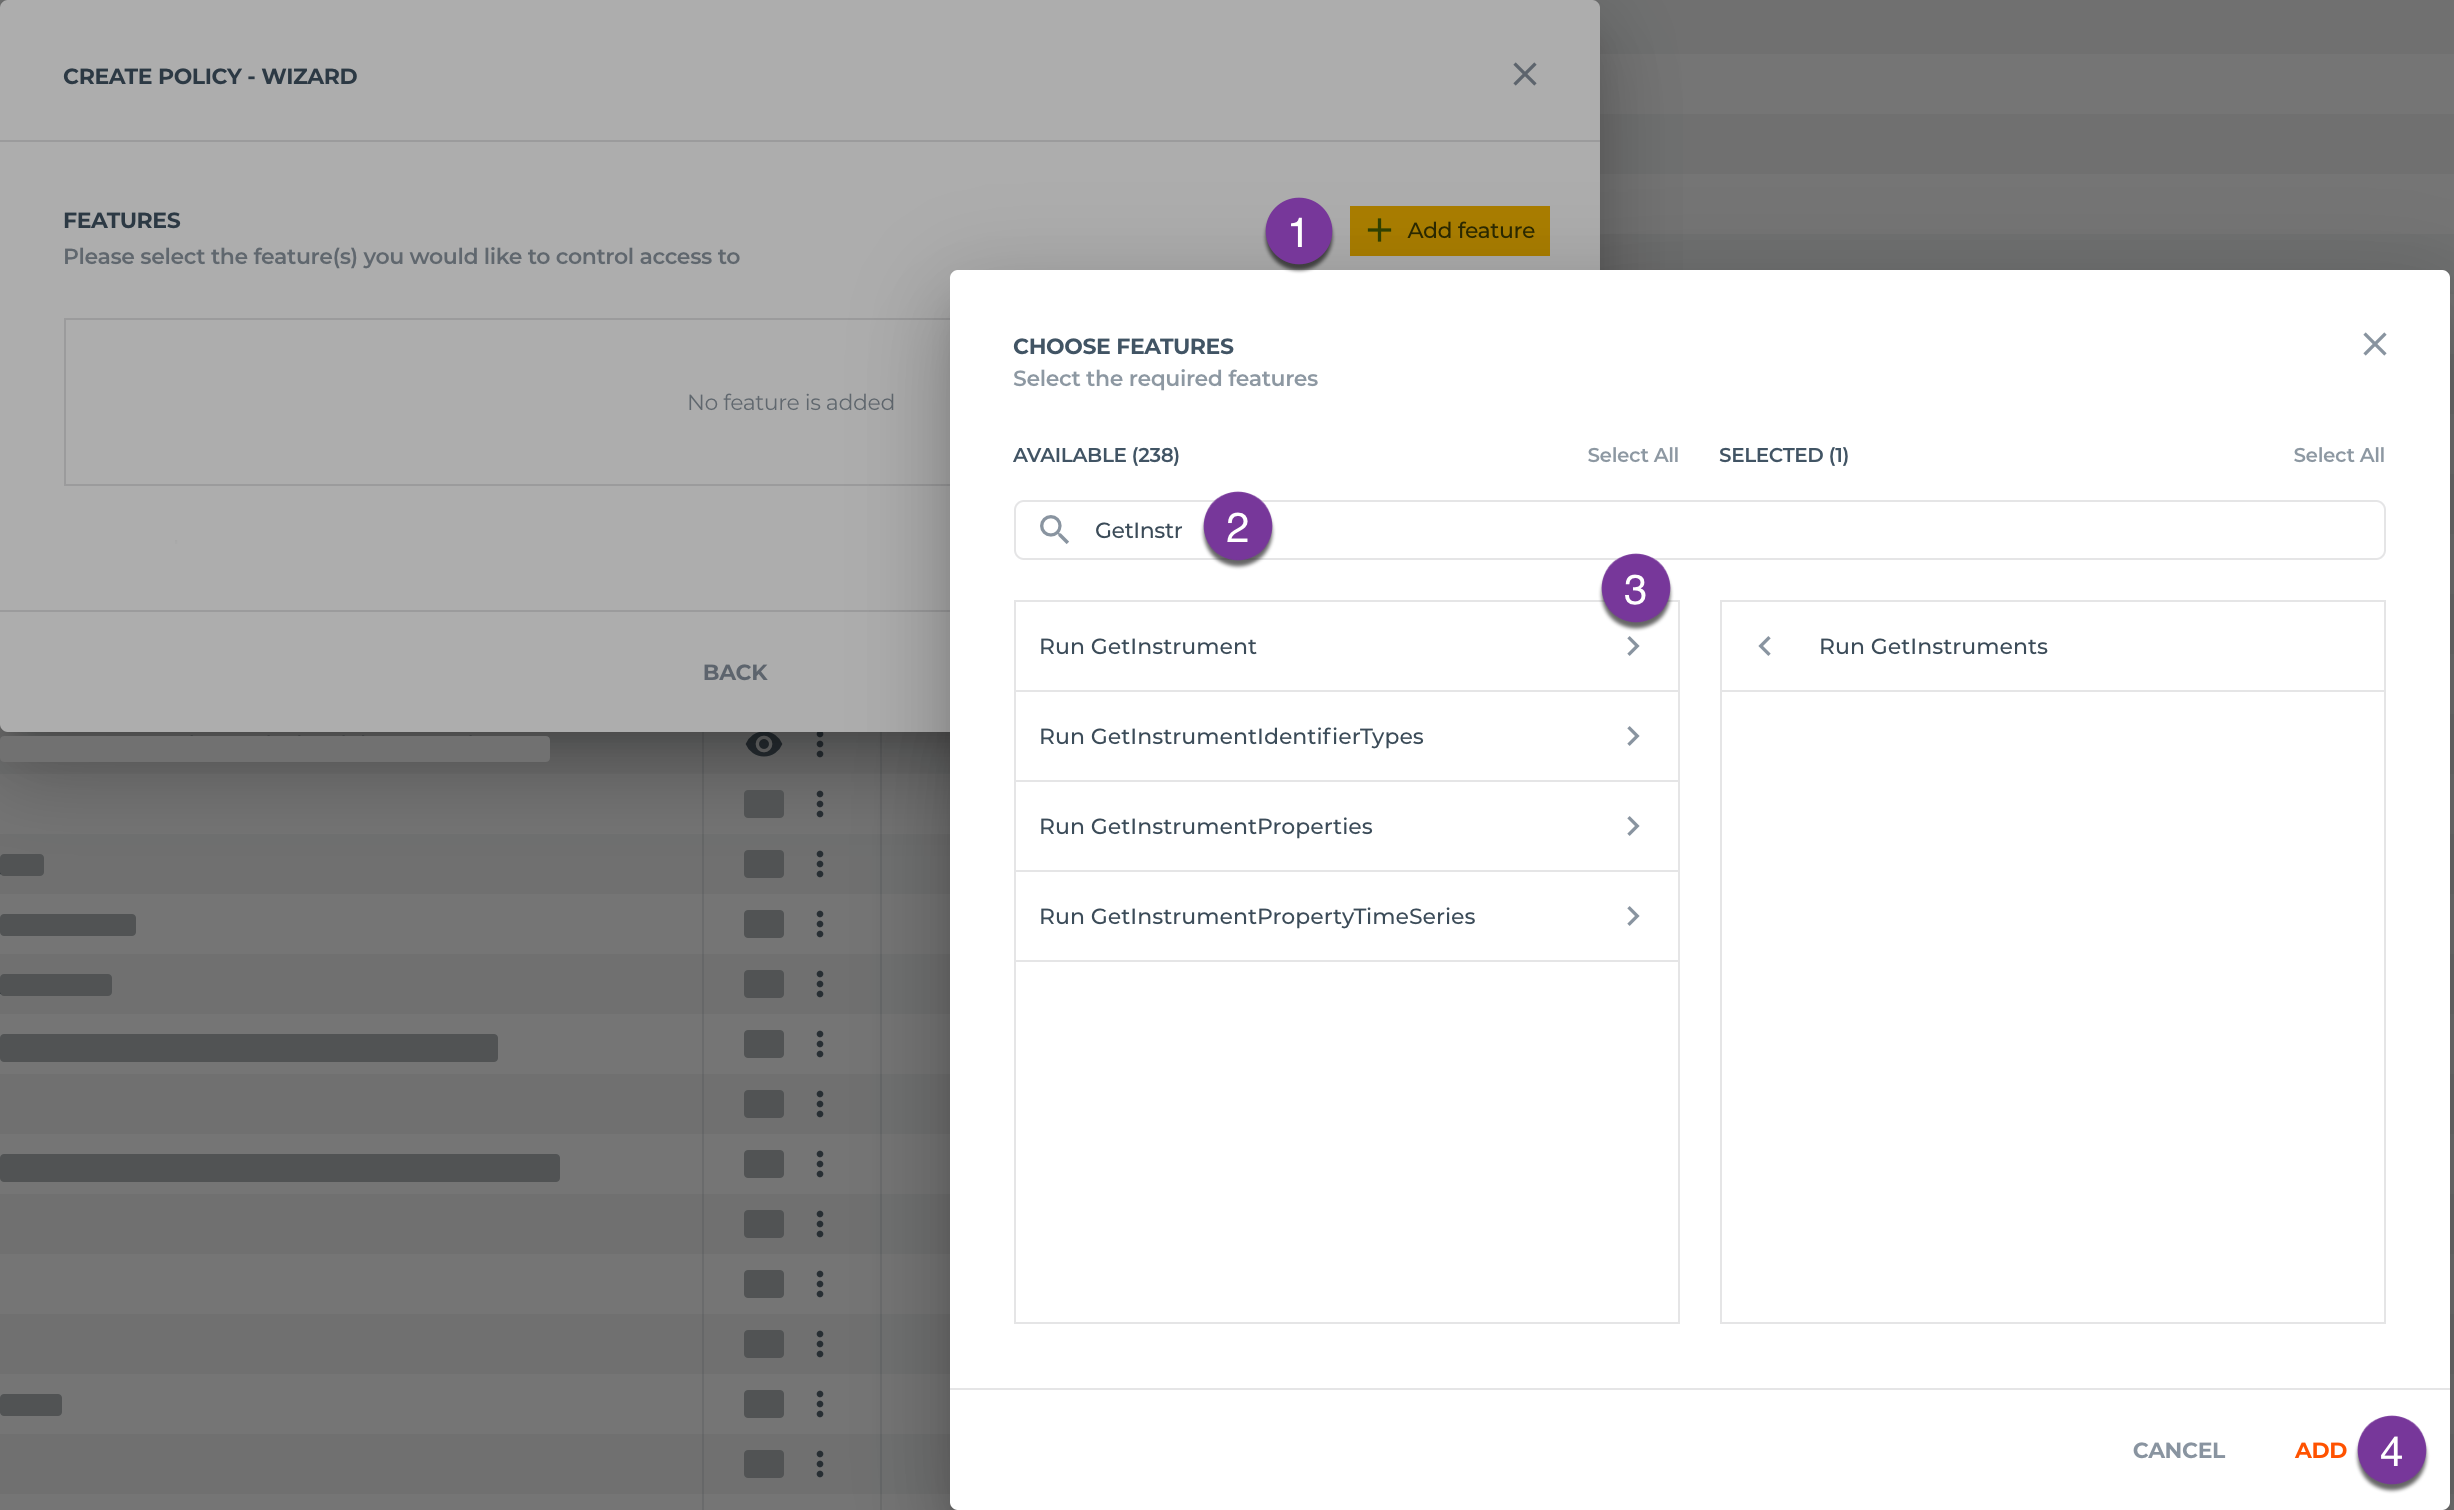 CREATE POLICY - WIZARD
FEATURES
Please select the feature(s) you would like to control access to
1
Add feature
No feature is added
BACK
CHOOSE FEATURES
Select the required features
AVAILABLE (238)
Select All
SELECTED (1)
Select All
GetInstr
2
3
Run GetInstrument
Run GetInstrumentIdentifierTypes
Run GetInstrumentProperties
Run GetInstrumentPropertyTimeSeries
Run GetInstruments
CANCEL
ADD
4